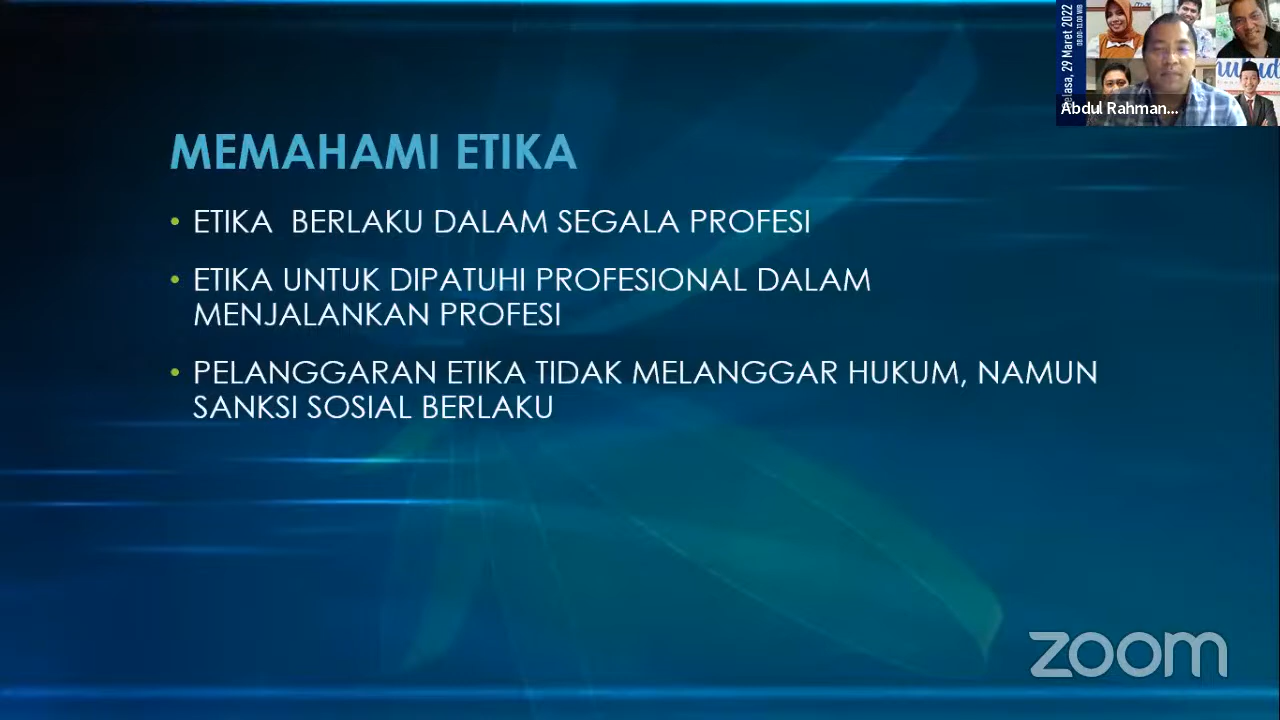 MEMAHAMI ETIKA
• ETIKA BERLAKU DALAM SEGALA PROFESI
• ETIKA UNTUK DIPATUHI PROFESIONAL DALAM
MENJALANKAN PROFESI
• PELANGGARAN ETIKA TIDAK MELANGGAR HUKUM, NAMUN
SANKSI SOSIAL BERLAKU
elasa, 29 Maret 2022
Abdul Rahman...
zoom